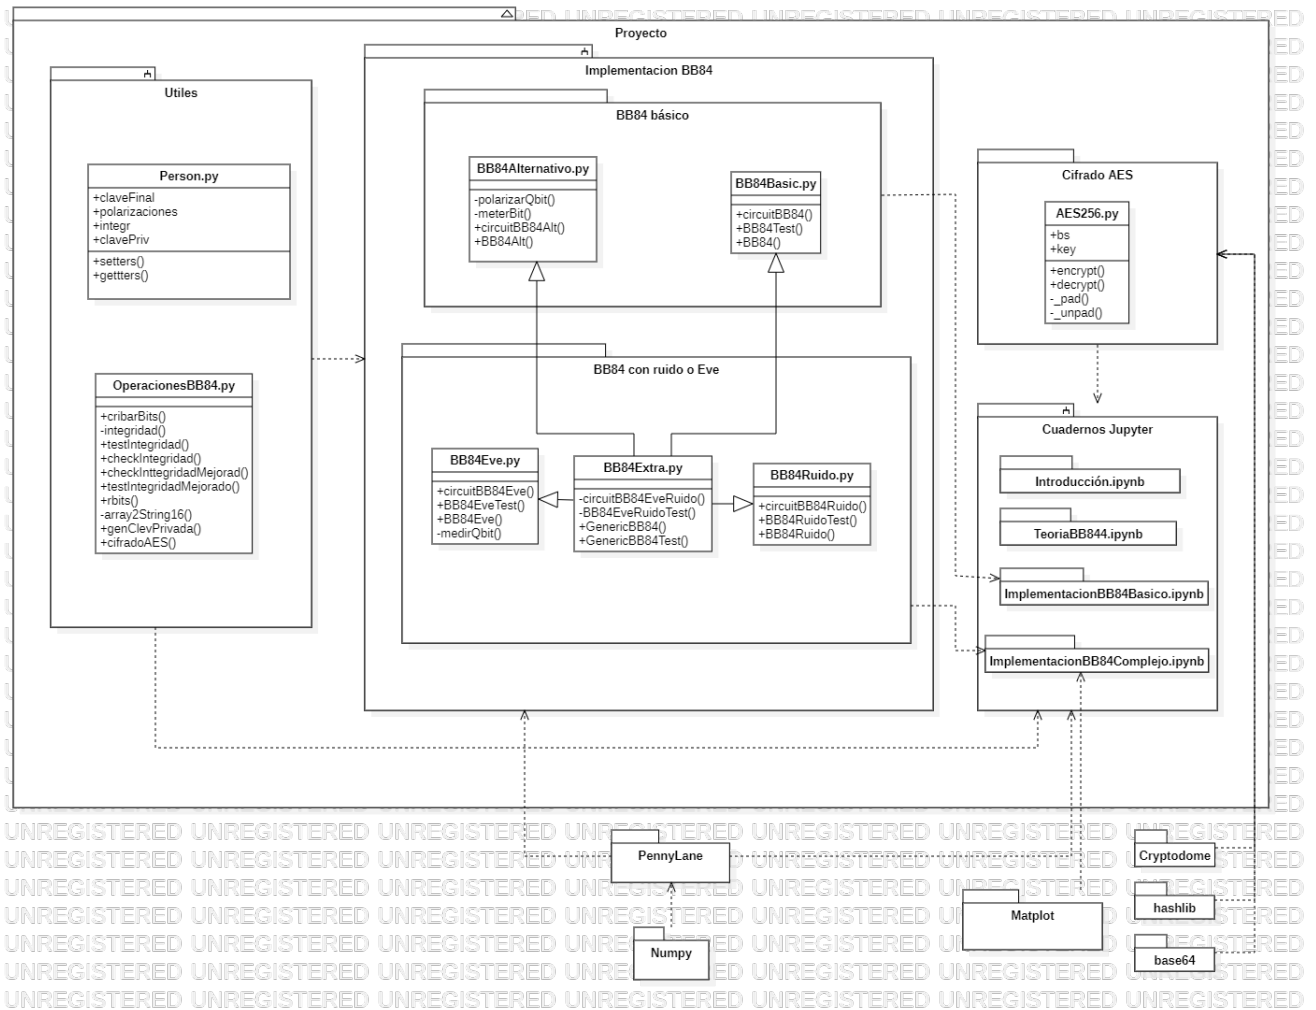 Proyecto
Utiles
Person.py
+claveFinal
+polarizaciones
+integr
+clavePriv
+setters()
+gettters()
OperacionesBB84.py
+cribarBits()
-integridad()
+testIntegridad()
+checkIntegridad()
+checkInttegridadMejorad()
+testIntegridadMejorado()
+rbits()
-array2String16()
+genClevPrivada()
+cifradoAES()
Implementacion BB84
BB84 básico
BB84Alternativo.py
-polarizarQbit()
-meterBit()
+circuitBB84Alt()
+BB84Alt()
BB84Basic.py
+circuitBB84()
+BB84Test()
+BB84()
BB84 con ruido o Eve
BB84Eve.py
+circuitBB84Eve()
+BB84EveTest()
+BB84Eve()
-medirQbit()
BB84Extra.py
-circuitBB84EveRuido()
-BB84EveRuidoTest()
+GenericBB84()
+GenericBB84Test()
BB84Ruido.py
+circuitBB84Ruido()
+BB84RuidoTest()
+BB84Ruido()
Cifrado AES
AES256.py
+bs
+key
+encrypt()
+decrypt()
-_pad()
-_unpad()
Cuadernos Jupyter
Introducción.ipynb
TeoriaBB844.ipynb
ImplementacionBB84Basico.ipynb
ImplementacionBB84Complejo.ipynb
PennyLane
Numpy
Matplot
Cryptodome
hashlib
base64
UNREGISTERED UNREGISTERED UNREGISTERED UNREGISTERED UNREGISTERED UNREGISTERED UNREGISTERED